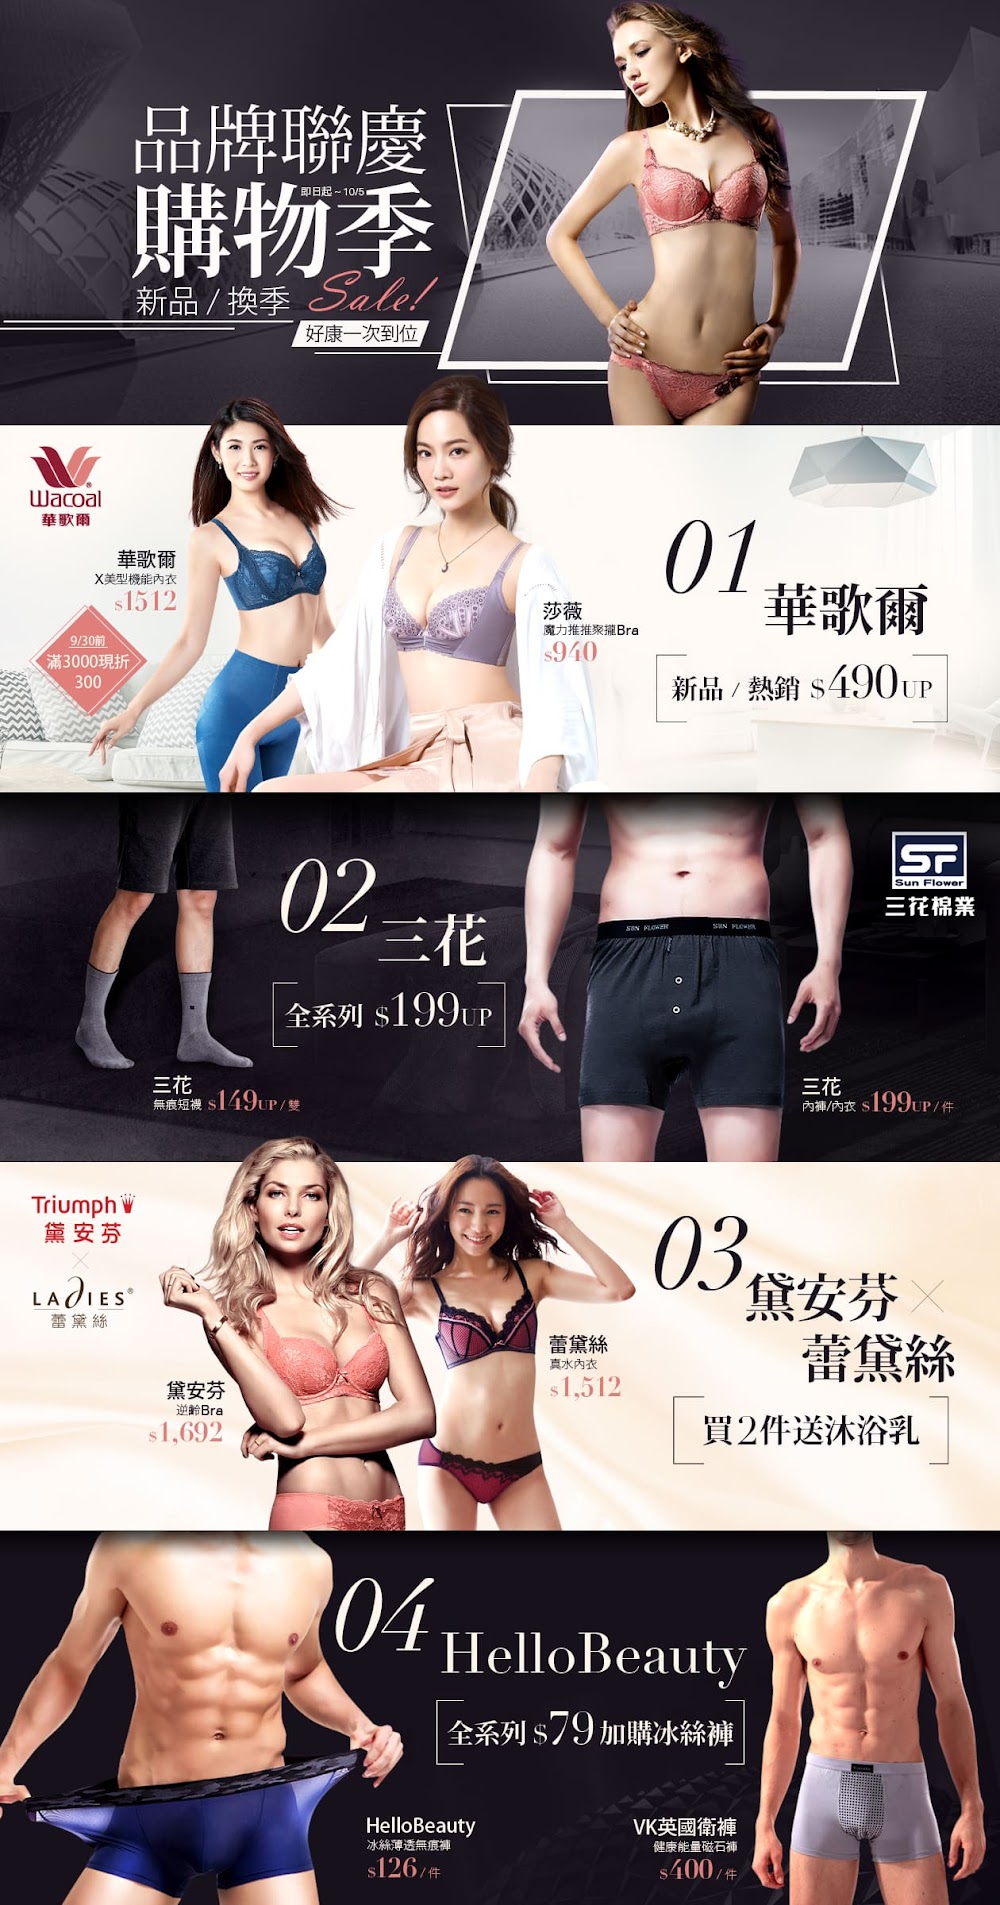 品牌聯慶
即日起~10/5
購物季
新品/換季 Sale!
好康一次到位
Wacoal
華歌爾
華歌爾
X美型機能內衣
$1512
9/30前
滿3000現折
300
莎薇
魔力推推聚攏Bra
$940
01
華歌爾
新品/熱銷 $490UP
02
三花
全系列 $199UP
三花
無痕短襪 $149UP/雙
SUN FLOWER SUN FLOWER
SF
Sun Flower
三花棉業
三花
內褲/內衣 $199UP/件
Triumph
黛安芬
×
LADIES®
蕾黛絲
黛安芬
逆齡Bra
$1,692
蕾黛絲
真水內衣
$1,512
03
黛安芬×
蕾黛絲
買2件送沐浴乳
04
HelloBeauty
全系列$79加購冰絲褲
HelloBeauty
冰絲薄透無痕褲
$126/件
VK英國衛褲
健康能量磁石褲
$400/件